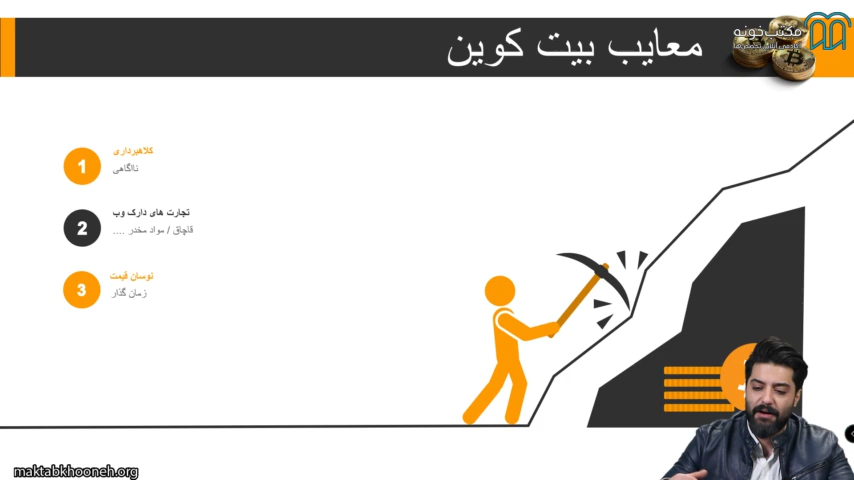 معایب بیت کوین
مکتب‌خونه
1
کلاهبرداری
ناآگاهی
2
تجارت های دارک وب
قاچاق / مواد مخدر ....
3
نوسان قیمت
زمان گذار
maktabkhooneh.org